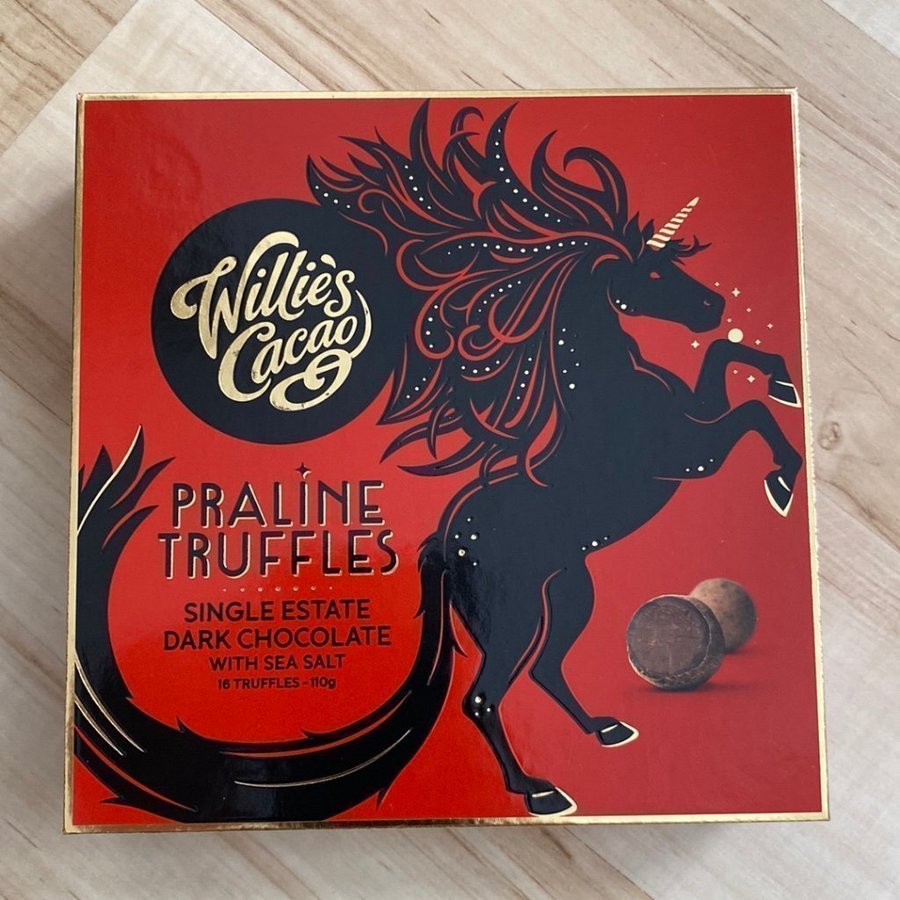 Willie's
Cacao
PRALINE
TRUFFLES
SINGLE ESTATE
DARK CHOCOLATE
WITH SEA SALT
16 TRUFFLES - 110g